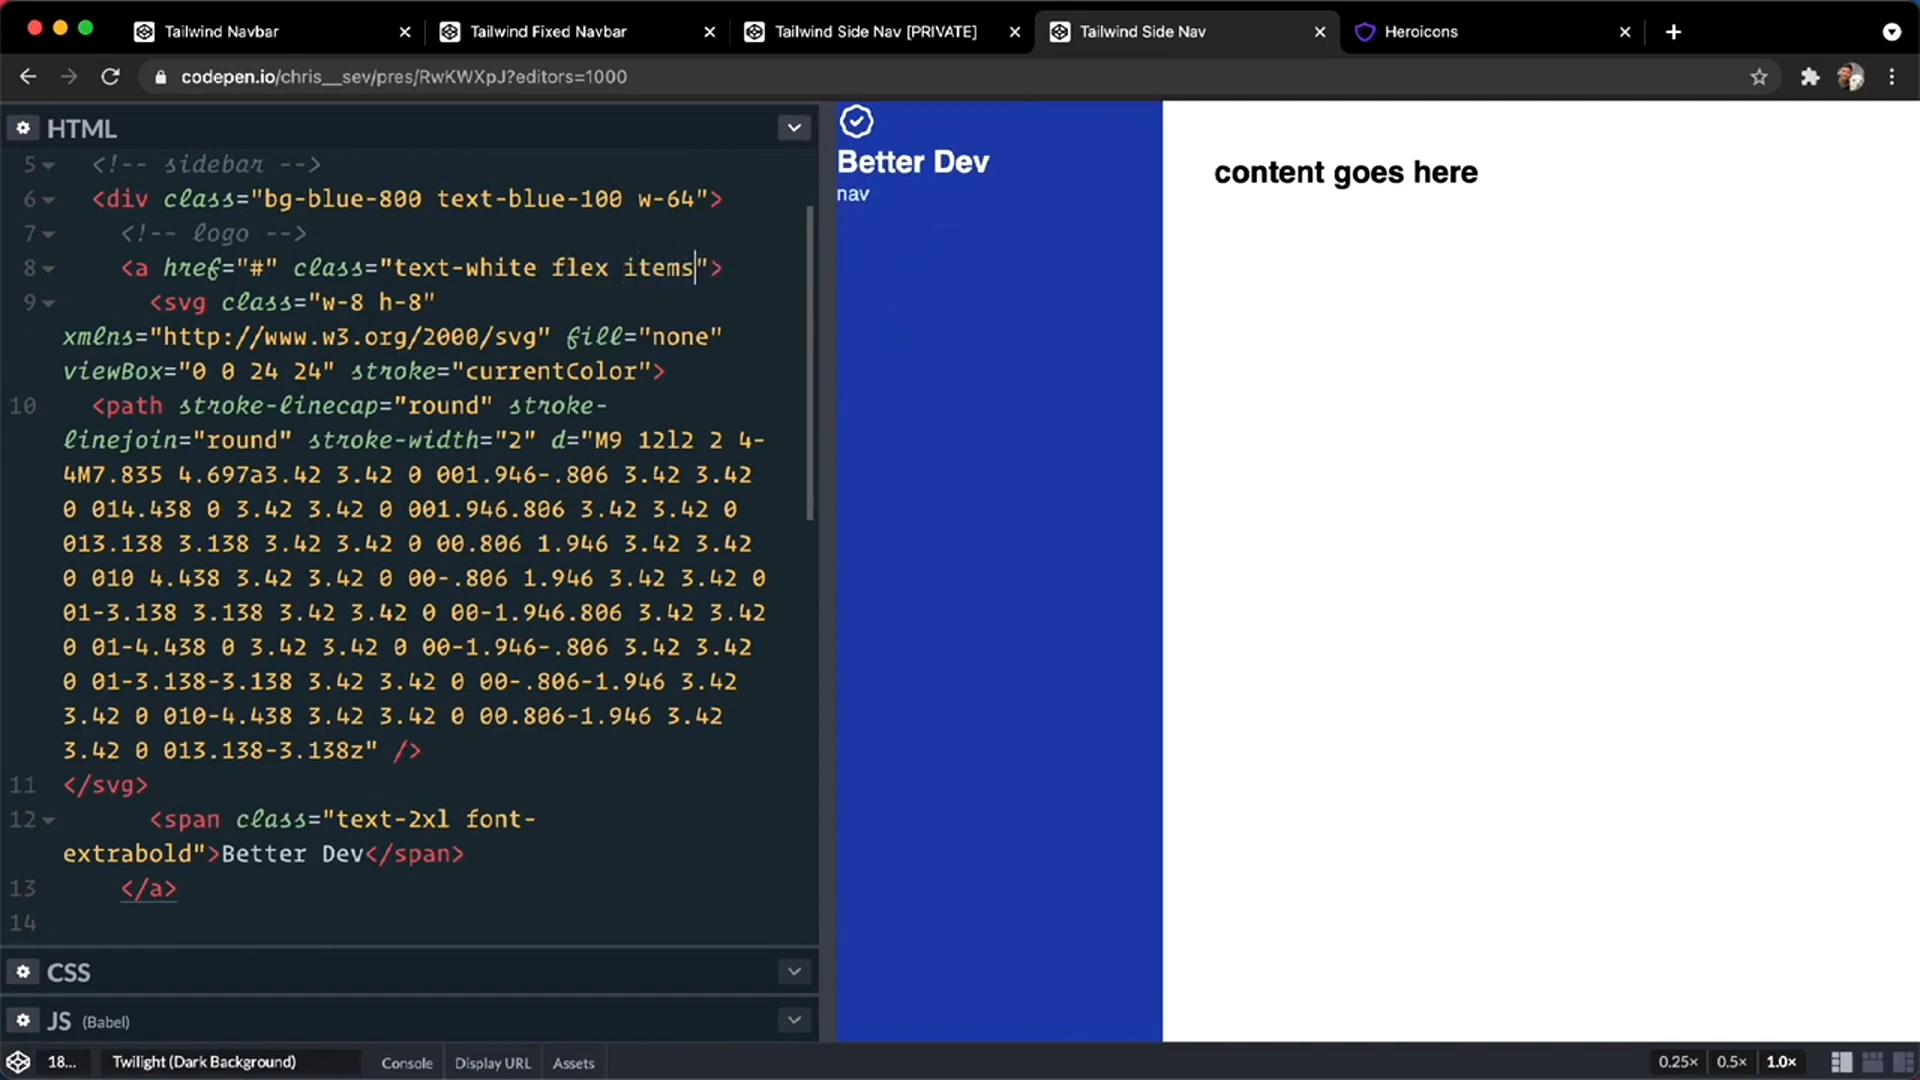 Tailwind Navbar
Tailwind Fixed Navbar
Tailwind Side Nav [PRIVATE]
Tailwind Side Nav
Heroicons
codepen.io/chris__sev/pres/RwKWXpJ?editors=1000
HTML
5 <!-- sidebar -->
6 <div class="bg-blue-800 text-blue-100 w-64">
7 <!-- logo -->
8 <a href="#" class="text-white flex items">
9 <svg class="w-8 h-8"
xmlns="http://www.w3.org/2000/svg" fill="none"
viewBox="0 0 24 24" stroke="currentColor">
10 <path stroke-linecap="round" stroke-
linejoin="round" stroke-width="2" d="M9 12l2 2 4-
4M7.835 4.697a3.42 3.42 0 001.946-.806 3.42 3.42
0 014.438 0 3.42 3.42 0 001.946.806 3.42 3.42 0
013.138 3.138 3.42 3.42 0 00.806 1.946 3.42 3.42
0 010 4.438 3.42 3.42 0 00-.806 1.946 3.42 3.42 0
01-3.138 3.138 3.42 3.42 0 00-1.946.806 3.42 3.42
0 01-4.438 0 3.42 3.42 0 00-1.946-.806 3.42 3.42
0 01-3.138-3.138 3.42 3.42 0 00-.806-1.946 3.42
3.42 0 010-4.438 3.42 3.42 0 00.806-1.946 3.42
3.42 0 013.138-3.138z" />
11 </svg>
12 <span class="text-2xl font-
extrabold">Better Dev</span>
13 </a>
14
CSS
JS (Babel)
Better Dev
nav
content goes here
18...
Twilight (Dark Background)
Console
Display URL
Assets
0.25×
0.5×
1.0×